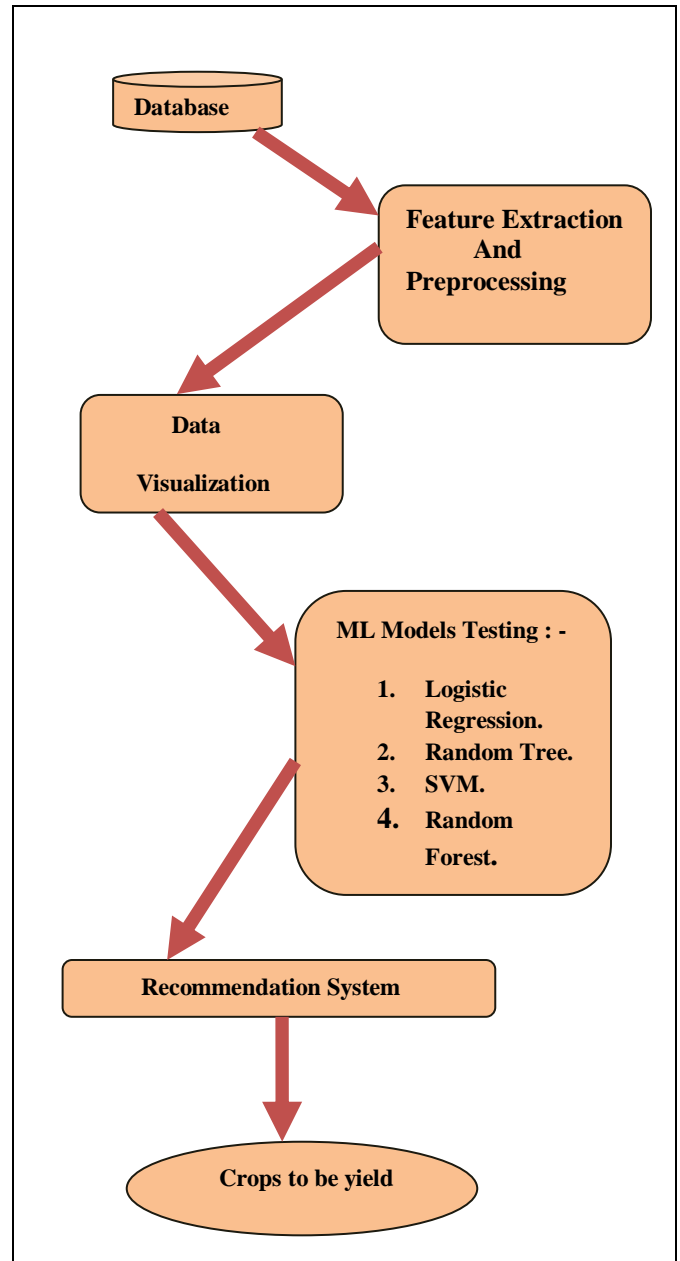 Database
Feature Extraction
And
Preprocessing
Data
Visualization
ML Models Testing : -
1. Logistic
Regression.
2. Random Tree.
3. SVM.
4. Random
Forest.
Recommendation System
Crops to be yield